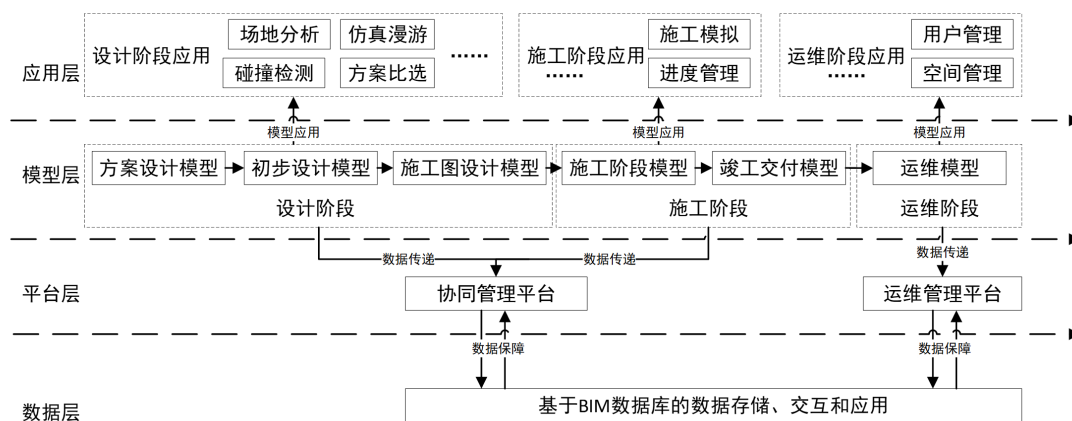 应用层
设计阶段应用
场地分析
仿真漫游
碰撞检测
方案比选
……
施工阶段应用
……
施工模拟
进度管理
运维阶段应用
……
用户管理
空间管理
模型应用
模型应用
模型应用
模型层
方案设计模型
初步设计模型
施工图设计模型
施工阶段模型
竣工交付模型
运维模型
设计阶段
施工阶段
运维阶段
数据传递
数据传递
数据传递
平台层
协同管理平台
运维管理平台
数据保障
数据保障
数据层
基于BIM数据库的数据存储、交互和应用